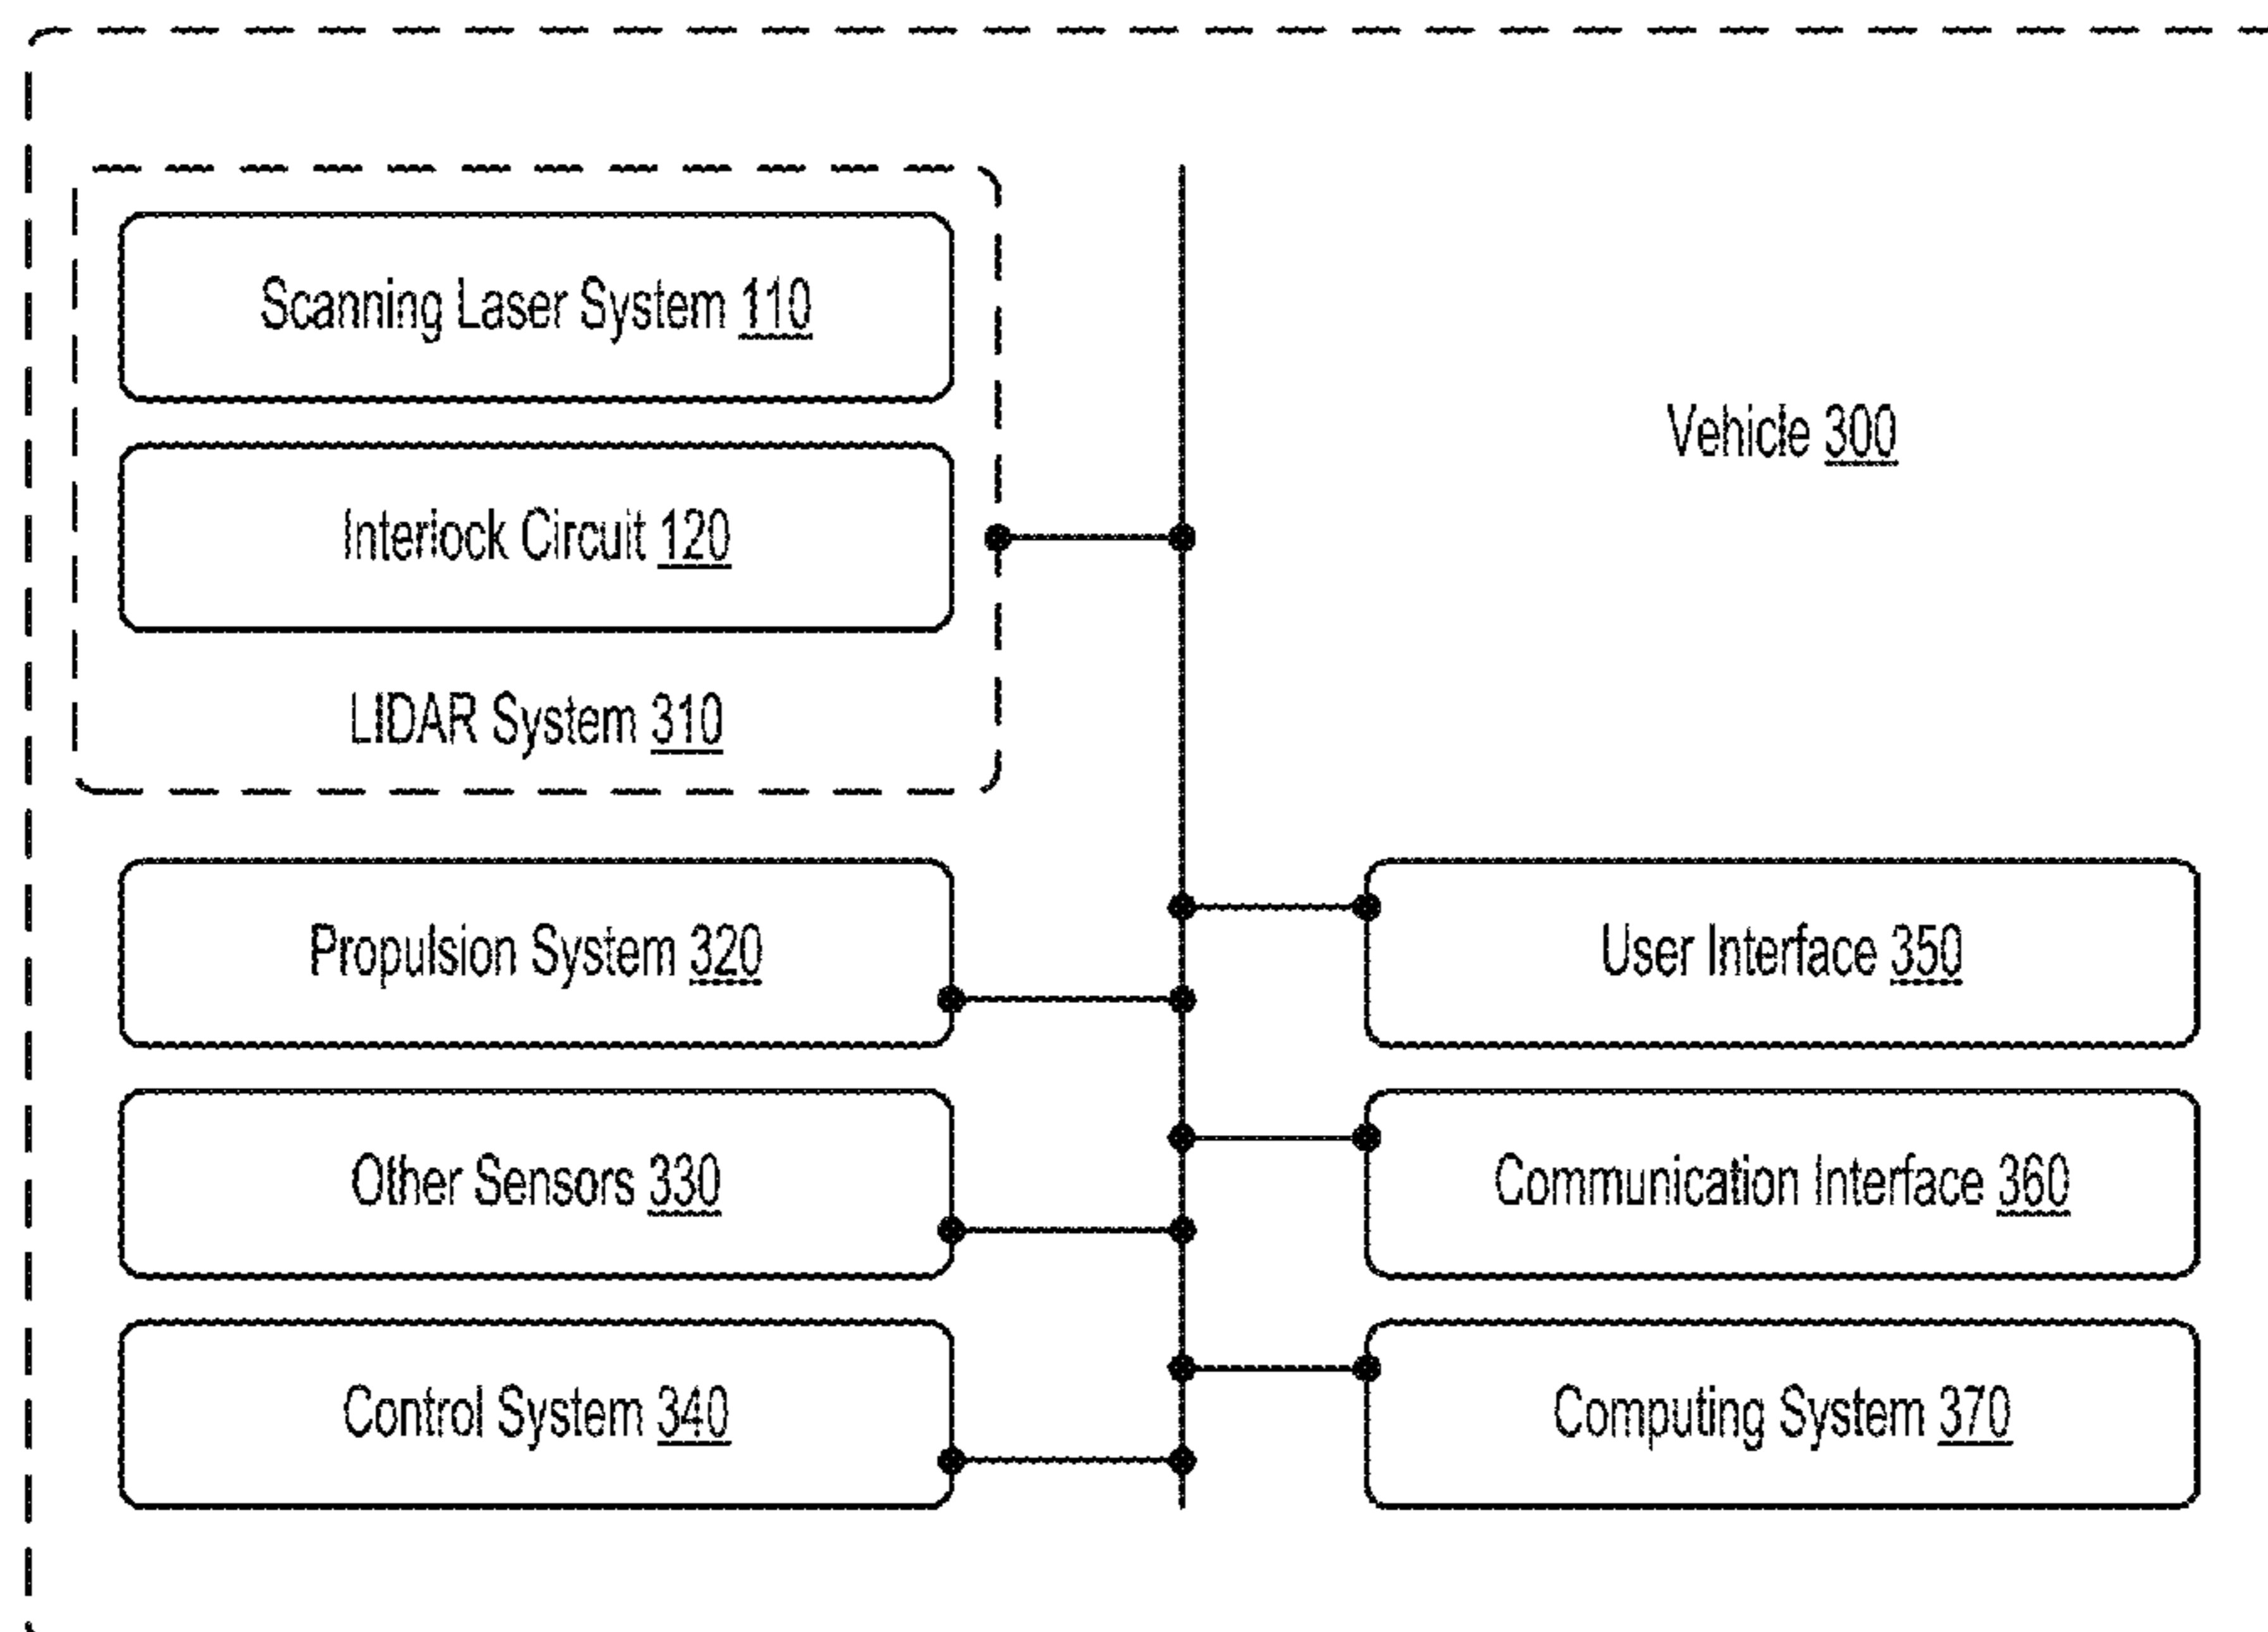 Scanning Laser System 110
Interlock Circuit 120
LIDAR System 310
Vehicle 300
Propulsion System 320
Other Sensors 330
Control System 340
User Interface 350
Communication Interface 360
Computing System 370